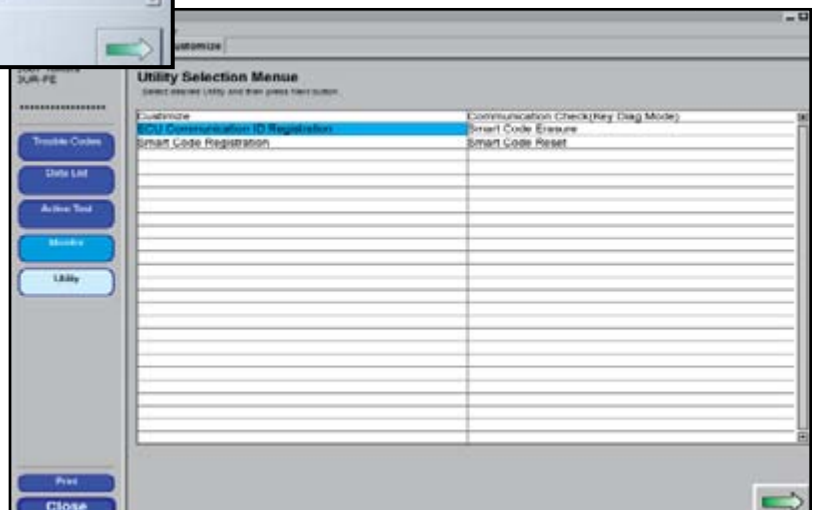 Customize
3UR-FE
Utility Selection Menue
Select desired Utility and then press Next button.
Customize
Communication Check(Key Diag Mode)
ECU Communication ID Registration
Smart Code Erasure
Smart Code Registration
Smart Code Reset
Trouble Codes
Data List
Active Test
Monitor
Utility
Print
Close